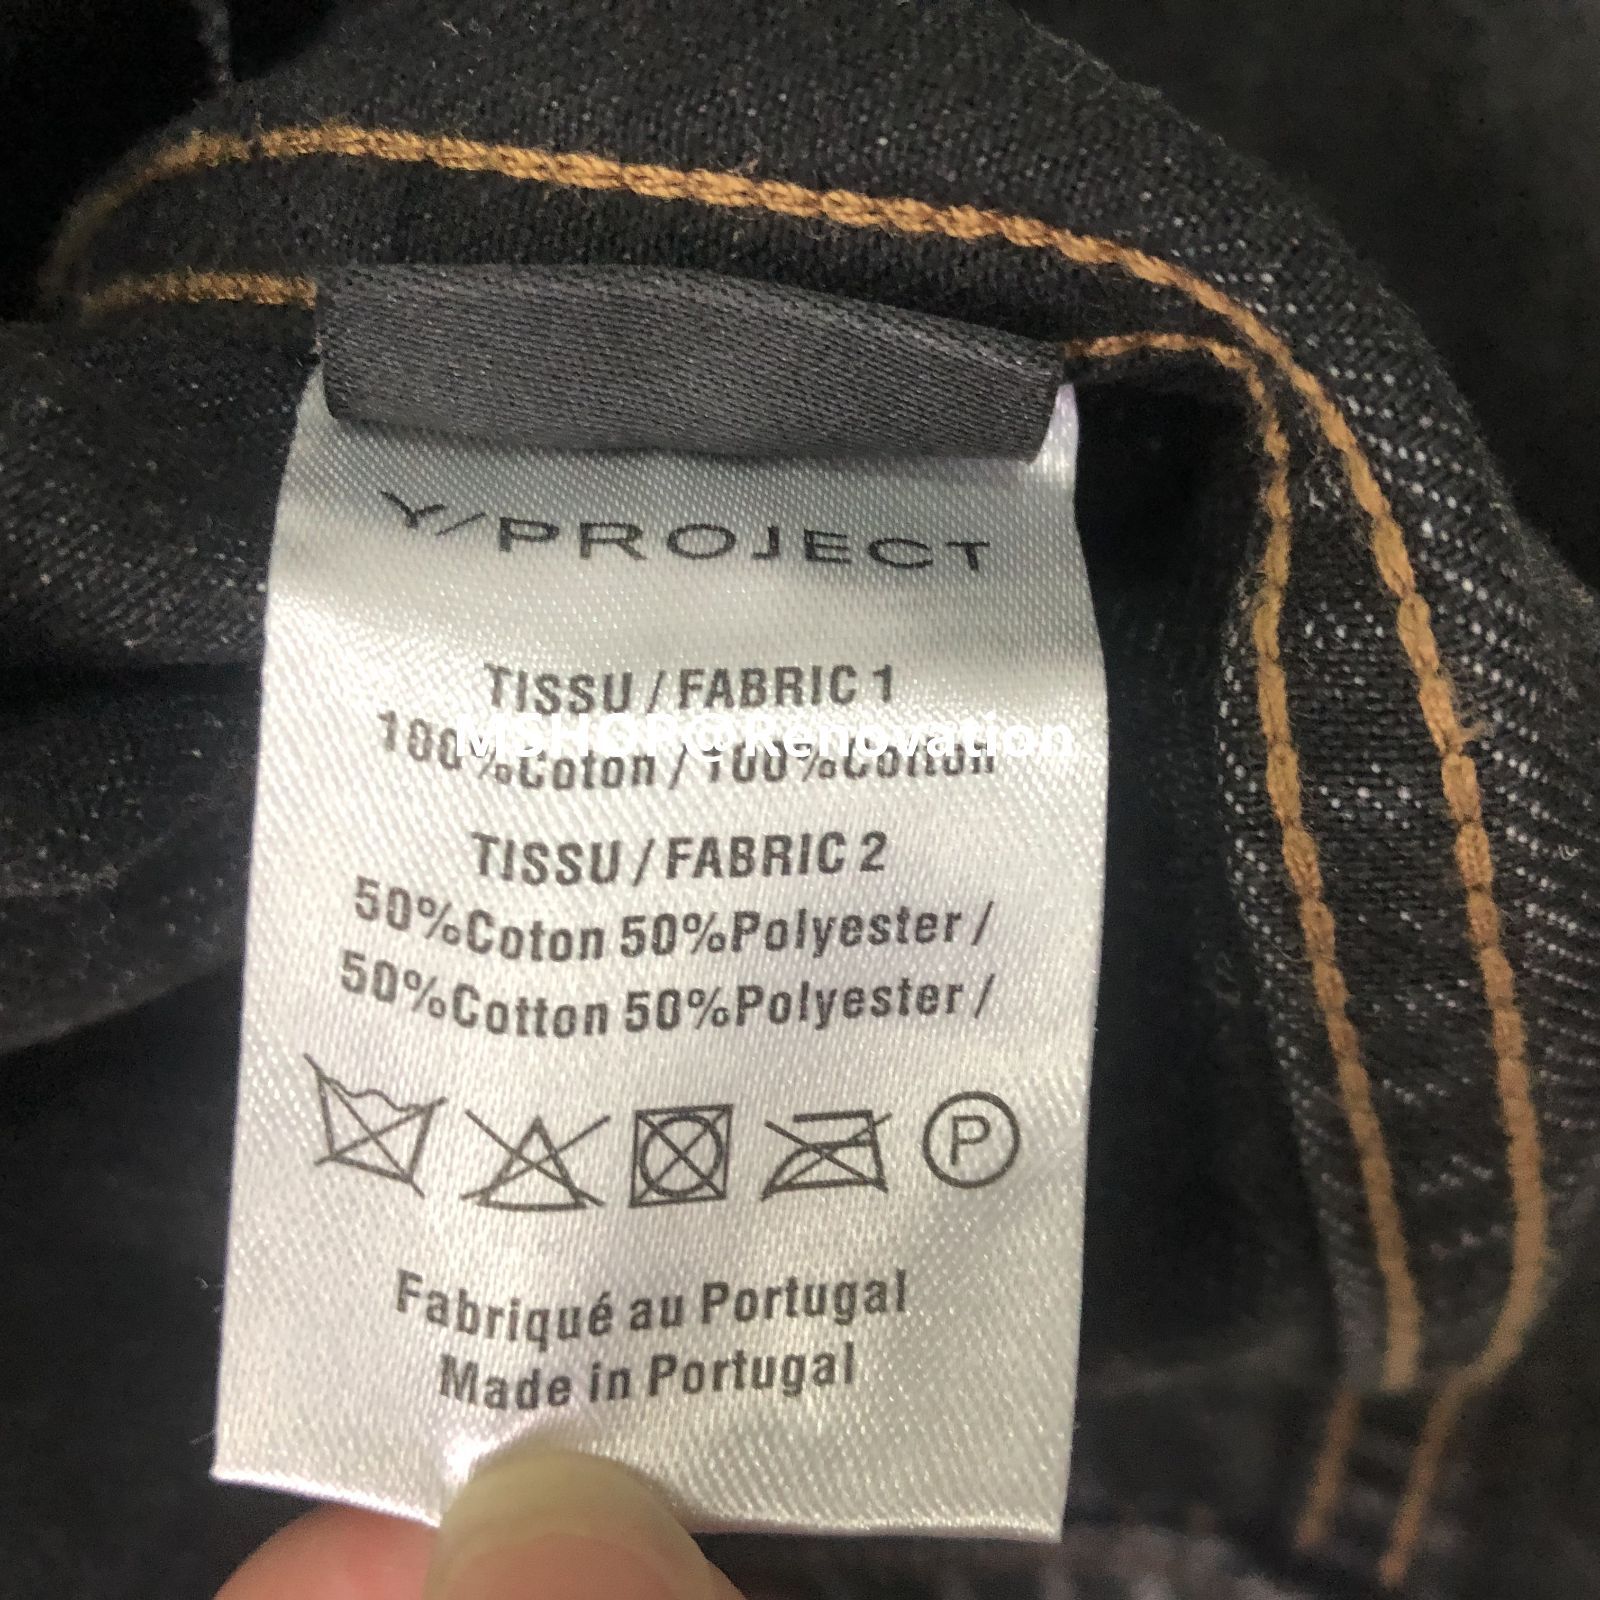 Y/PROJECT
TISSU / FABRIC 1
MSHOP@Renovation
100%Coton / 100%Cotton
TISSU / FABRIC 2
50%Coton 50%Polyester /
50%Cotton 50%Polyester /
P
Fabriqué au Portugal
Made in Portugal